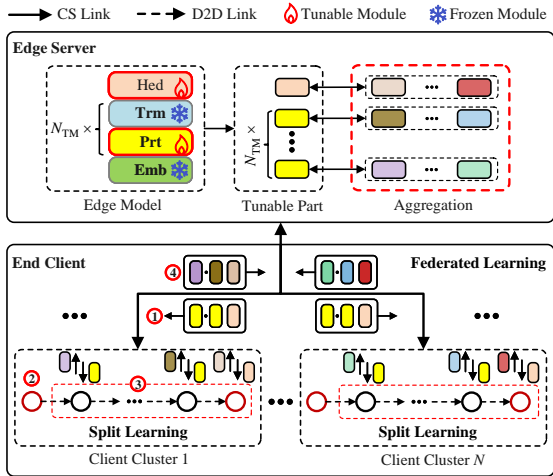 CS Link
D2D Link
Tunable Module
Frozen Module
Edge Server
Hed
Trm
Prt
Emb
N_TM ×
Edge Model
N_TM ×
Tunable Part
Aggregation
End Client
Federated Learning
4
1
2
3
Split Learning
Client Cluster 1
Split Learning
Client Cluster N